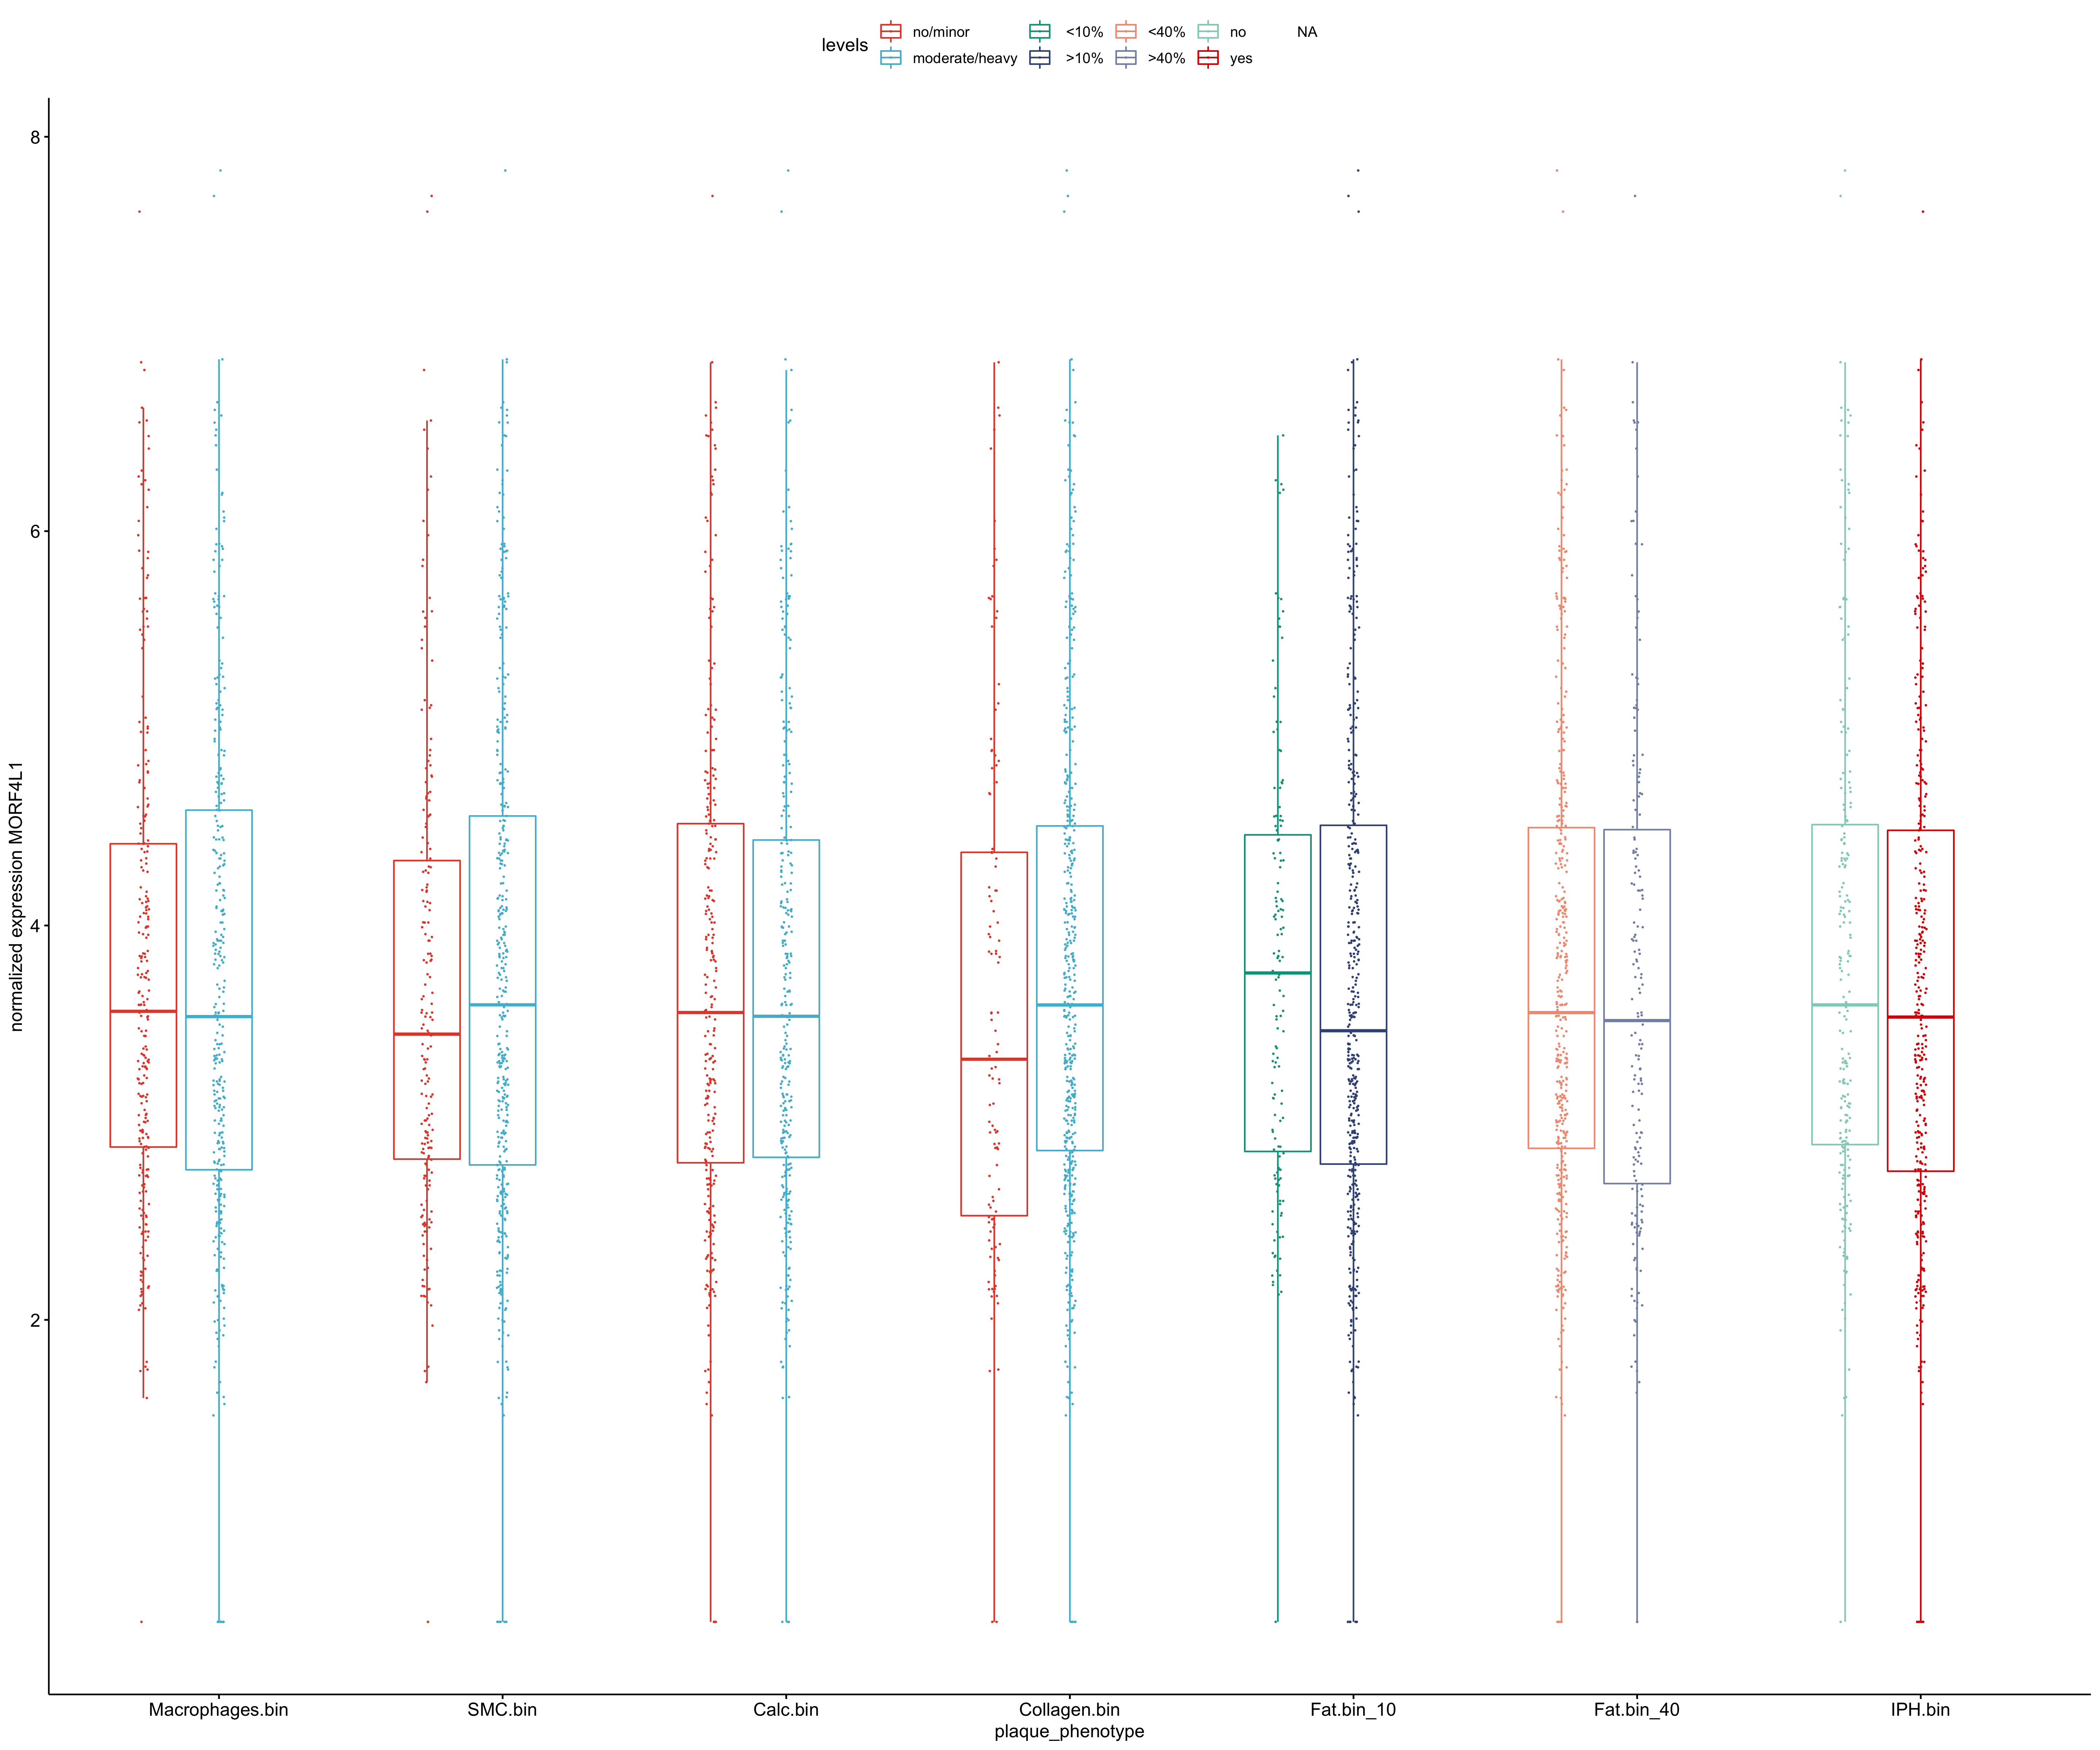 levels no/minor <10% <40% no NA
moderate/heavy >10% >40% yes
8
6
4
2
normalized expression MORF4L1
Macrophages.bin SMC.bin Calc.bin Collagen.bin Fat.bin_10 Fat.bin_40 IPH.bin
plaque_phenotype